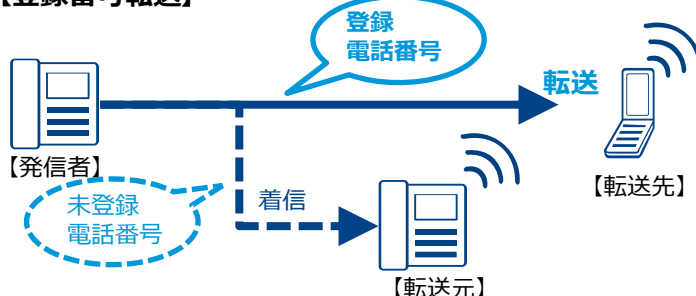 【登録番号転送】
登録
電話番号
転送
【発信者】
【転送先】
未登録
電話番号
着信
【転送元】